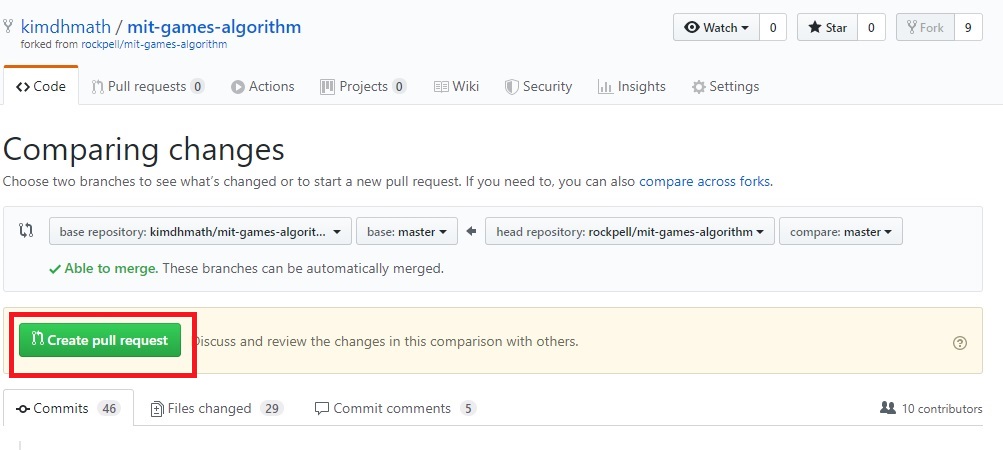 kimdhmath / mit-games-algorithm
forked from rockpell/mit-games-algorithm
Watch 0 Star 0 Fork 9
Code Pull requests 0 Actions Projects 0 Wiki Security Insights Settings
Comparing changes
Choose two branches to see what's changed or to start a new pull request. If you need to, you can also compare across forks.
base repository: kimdhmath/mit-games-algorit... base: master head repository: rockpell/mit-games-algorithm compare: master
Able to merge. These branches can be automatically merged.
Create pull request Discuss and review the changes in this comparison with others.
Commits 46 Files changed 29 Commit comments 5 10 contributors